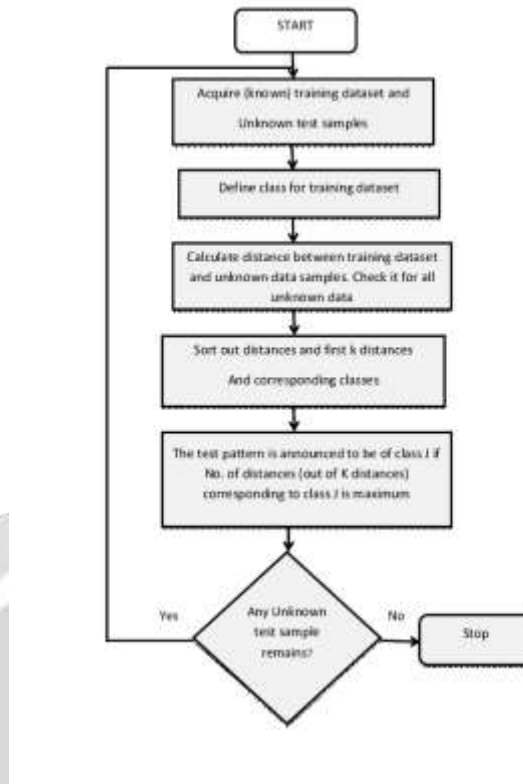 START
Acquire (known) training dataset and
Unknown test samples
Define class for training dataset
Calculate distance between training dataset
and unknown data samples. Check it for all
unknown data
Sort out distances and first k distances
And corresponding classes
The test pattern is announced to be of class J if
No. of distances (out of K distances)
corresponding to class J is maximum
Any Unknown
test sample
remains?
Yes
No
Stop